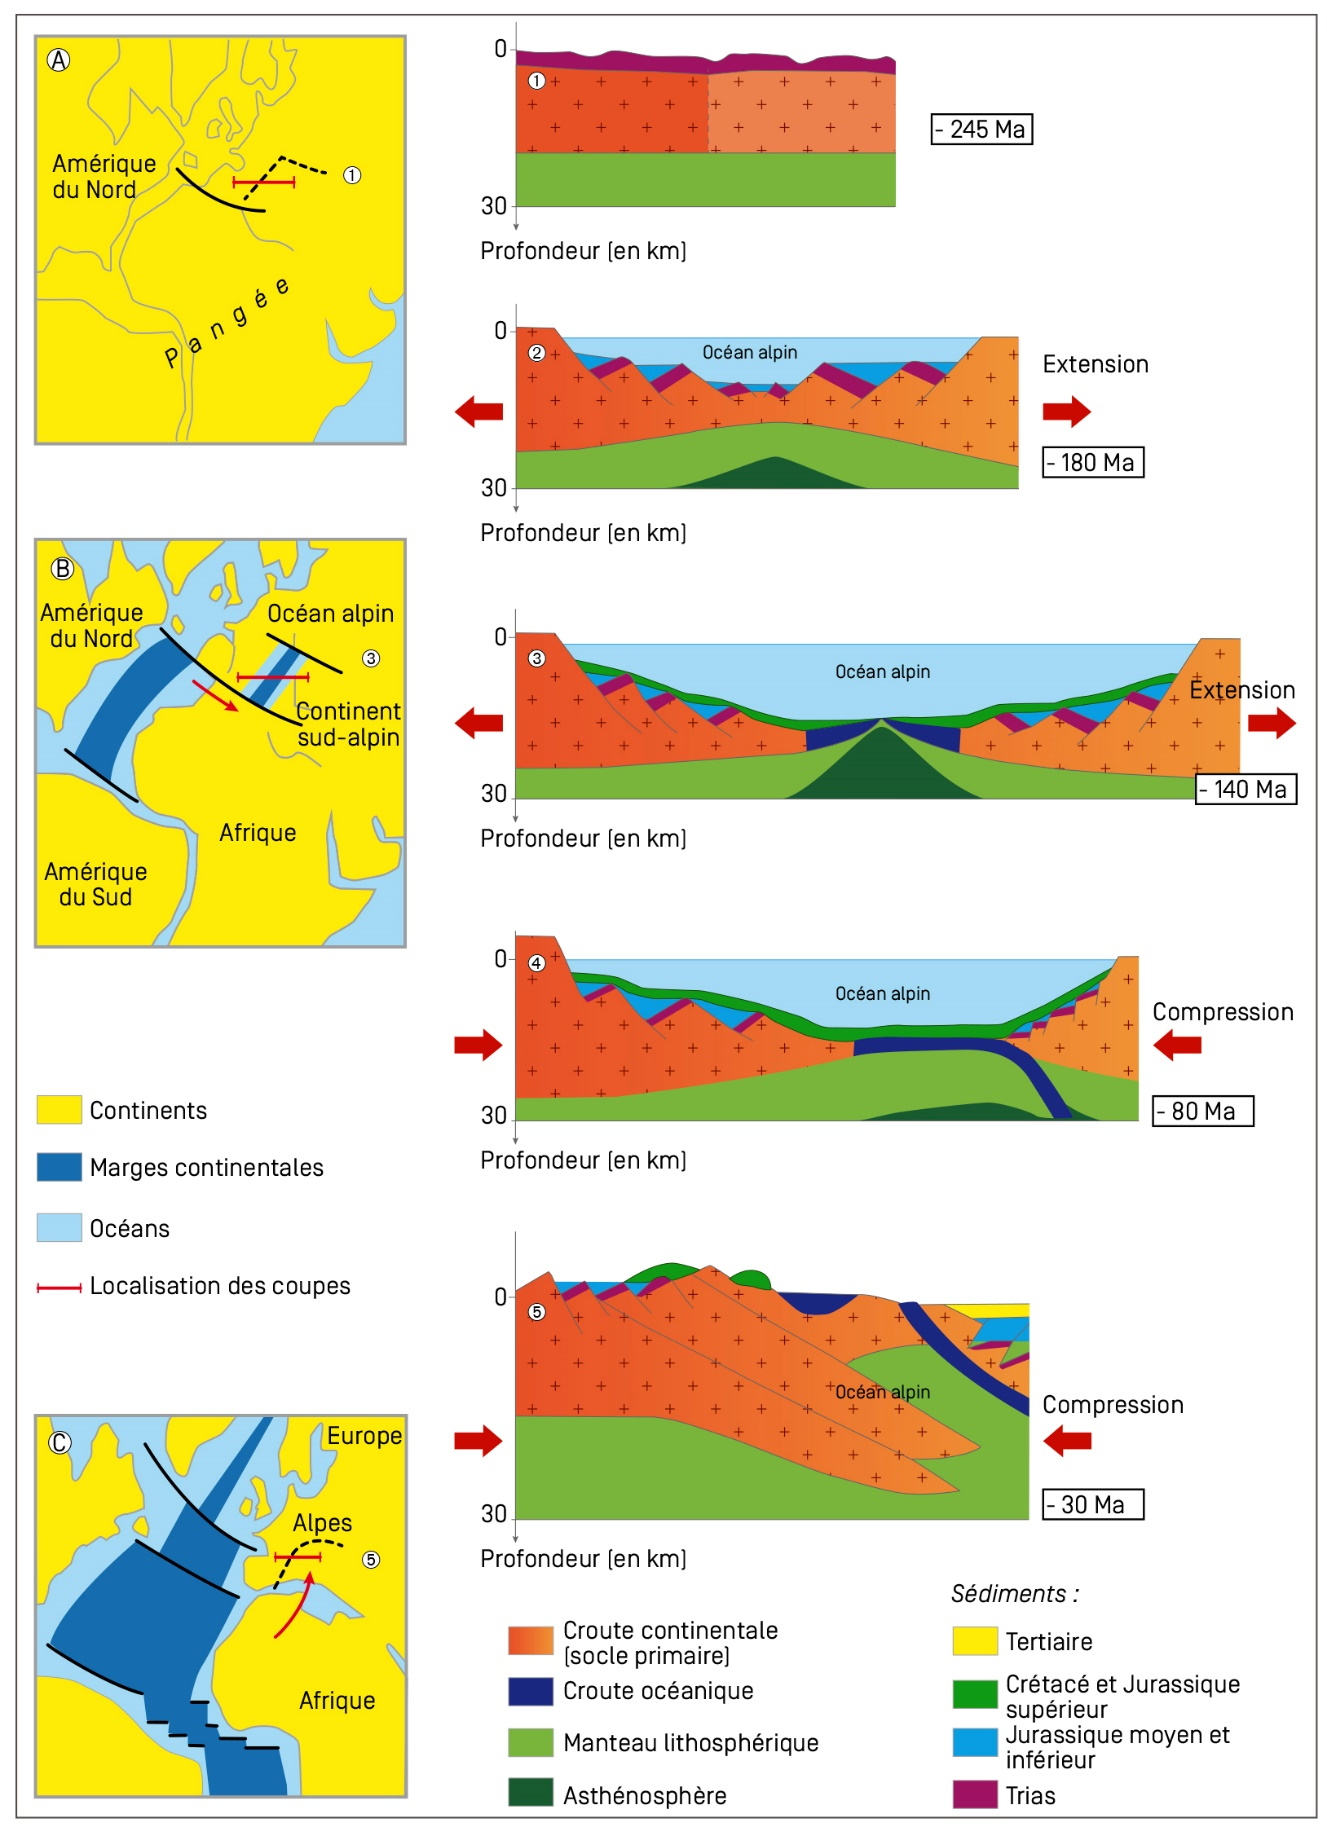 A
Amérique
du Nord
1
Pangée
0
1
30
Profondeur (en km)
- 245 Ma
0
2
Océan alpin
30
Profondeur (en km)
Extension
- 180 Ma
B
Amérique
du Nord
Océan alpin
3
Continent
sud-alpin
Afrique
Amérique
du Sud
0
3
Océan alpin
30
Profondeur (en km)
Extension
- 140 Ma
0
4
Océan alpin
30
Profondeur (en km)
Compression
- 80 Ma
Continents
Marges continentales
Océans
Localisation des coupes
0
5
Océan alpin
30
Profondeur (en km)
Compression
- 30 Ma
C
Europe
Alpes
5
Afrique
Croute continentale
(socle primaire)
Croute océanique
Manteau lithosphérique
Asthénosphère
Sédiments :
Tertiaire
Crétacé et Jurassique
supérieur
Jurassique moyen et
inférieur
Trias